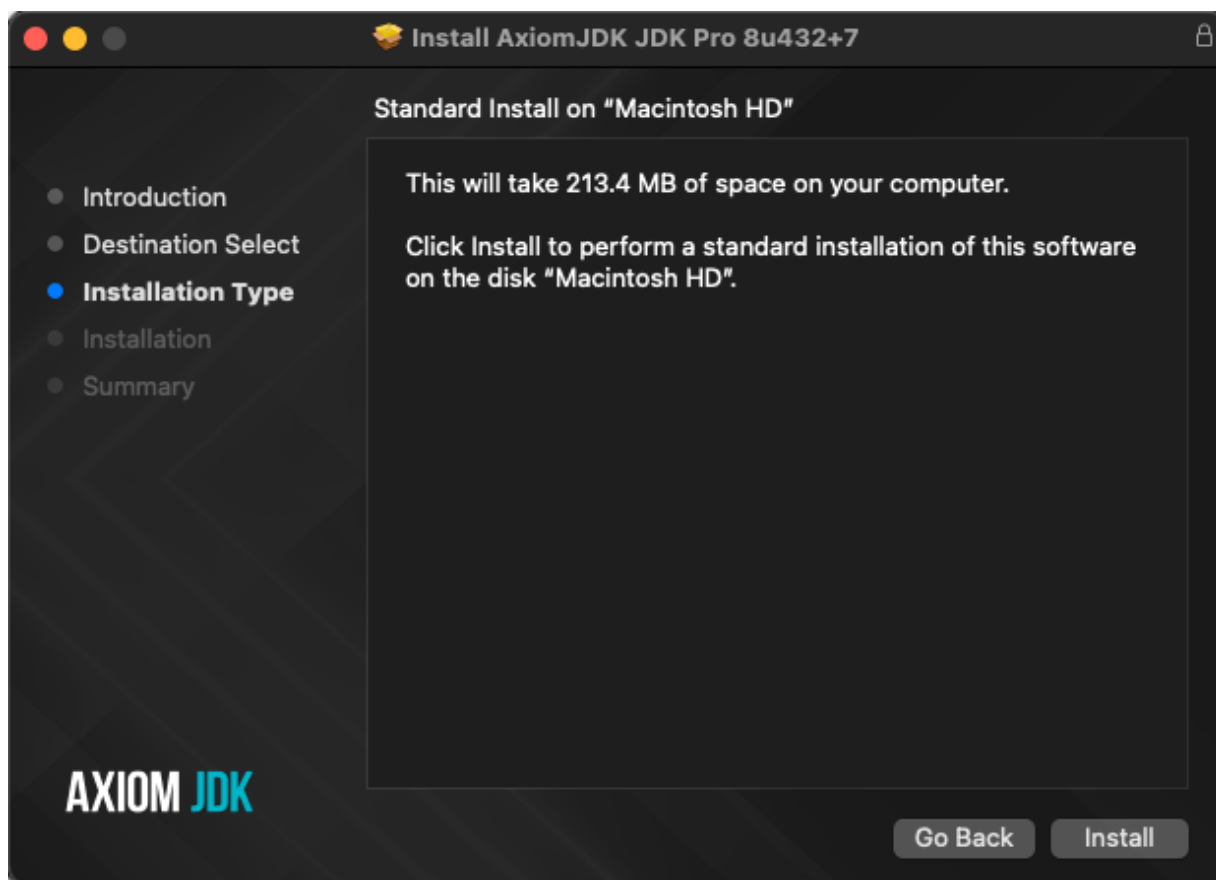 Install AxiomJDK JDK Pro 8u432+7
Standard Install on “Macintosh HD”
Introduction
Destination Select
Installation Type
Installation
Summary
This will take 213.4 MB of space on your computer.
Click Install to perform a standard installation of this software
on the disk “Macintosh HD”.
AXIOM JDK
Go Back
Install